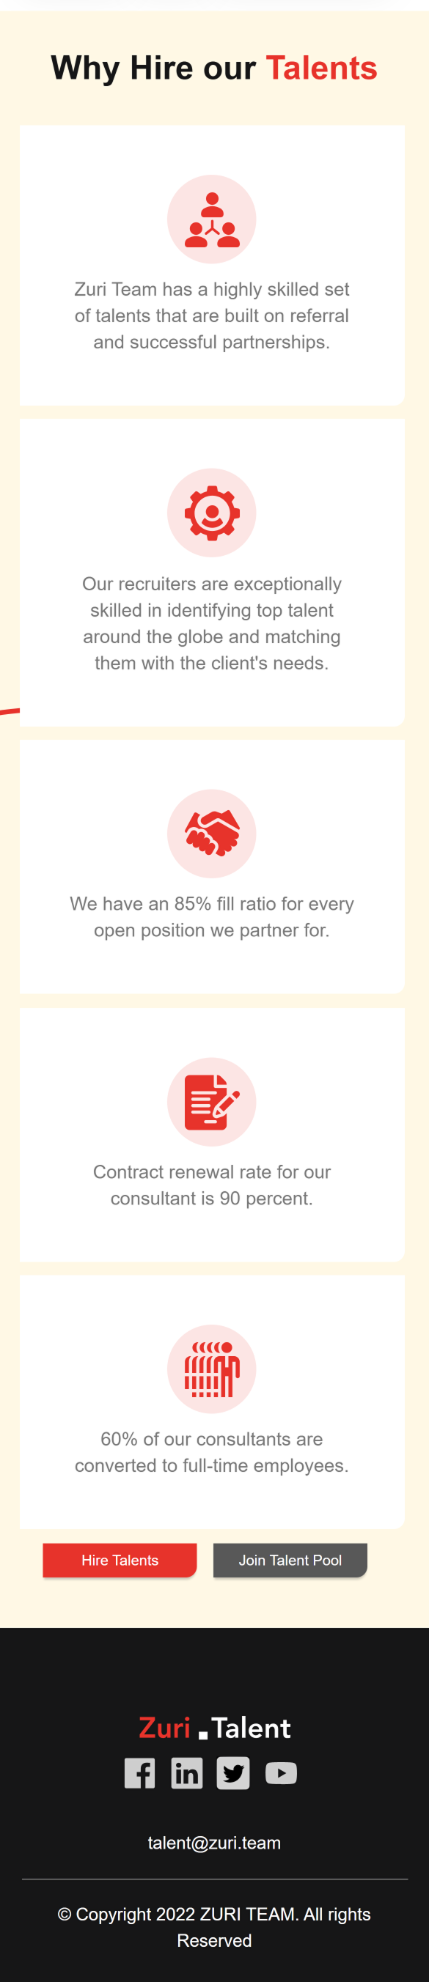 Why Hire our Talents
Zuri Team has a highly skilled set
of talents that are built on referral
and successful partnerships.
Our recruiters are exceptionally
skilled in identifying top talent
around the globe and matching
them with the client's needs.
We have an 85% fill ratio for every
open position we partner for.
Contract renewal rate for our
consultant is 90 percent.
60% of our consultants are
converted to full-time employees.
Hire Talents Join Talent Pool
Zuri .Talent
talent@zuri.team
© Copyright 2022 ZURI TEAM. All rights
Reserved